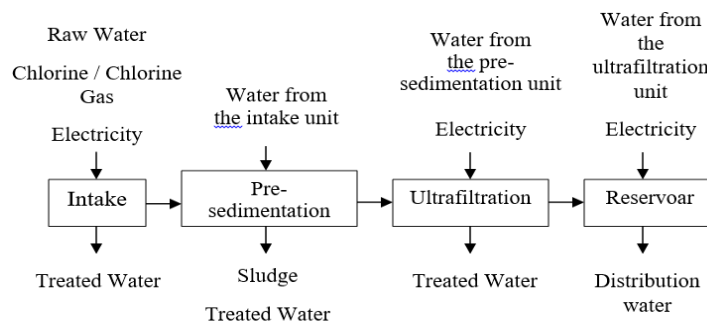 Raw Water
Chlorine / Chlorine
Gas
Electricity
Intake
Treated Water
Water from
the intake unit
Pre-
sedimentation
Sludge
Treated Water
Water from
the pre-
sedimentation unit
Electricity
Ultrafiltration
Treated Water
Water from
the
ultrafiltration
unit
Electricity
Reservoar
Distribution
water